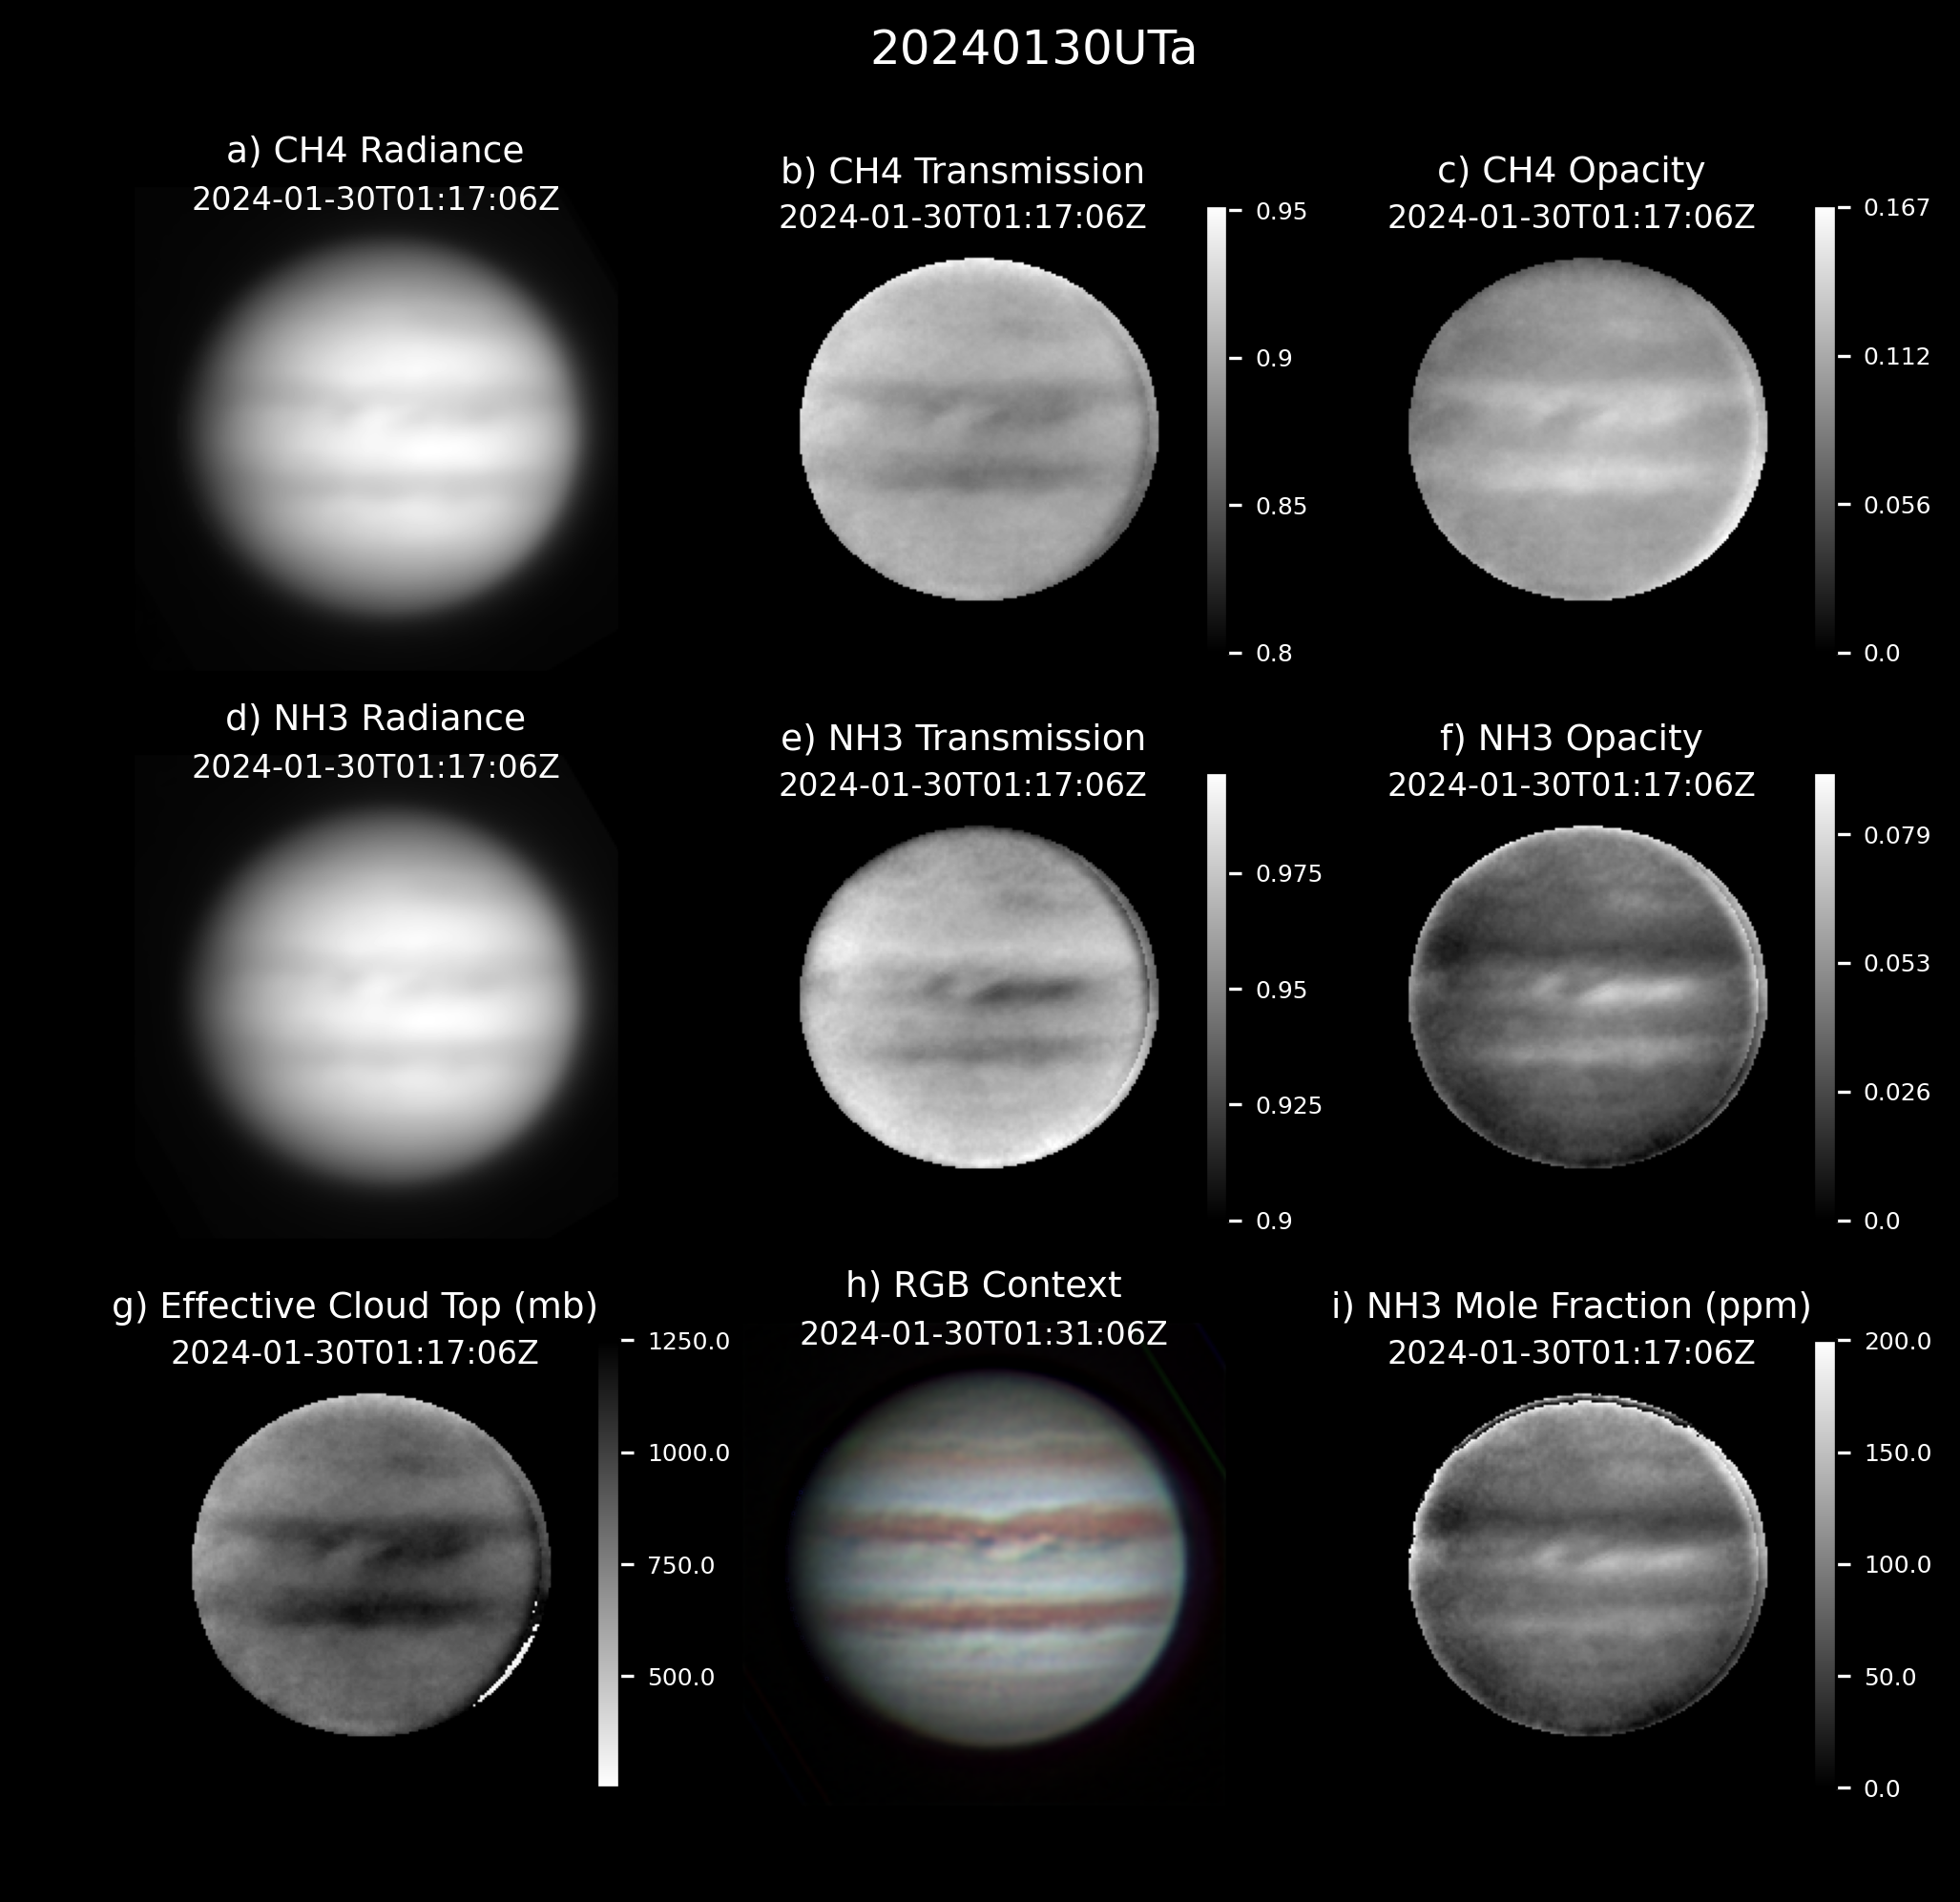 20240130UTa
a) CH4 Radiance
2024-01-30T01:17:06Z
b) CH4 Transmission
2024-01-30T01:17:06Z
0.95
0.9
0.85
0.8
c) CH4 Opacity
2024-01-30T01:17:06Z
0.167
0.112
0.056
0.0
d) NH3 Radiance
2024-01-30T01:17:06Z
e) NH3 Transmission
2024-01-30T01:17:06Z
0.975
0.95
0.925
0.9
f) NH3 Opacity
2024-01-30T01:17:06Z
0.079
0.053
0.026
0.0
g) Effective Cloud Top (mb)
2024-01-30T01:17:06Z
1250.0
1000.0
750.0
500.0
h) RGB Context
2024-01-30T01:31:06Z
i) NH3 Mole Fraction (ppm)
2024-01-30T01:17:06Z
200.0
150.0
100.0
50.0
0.0